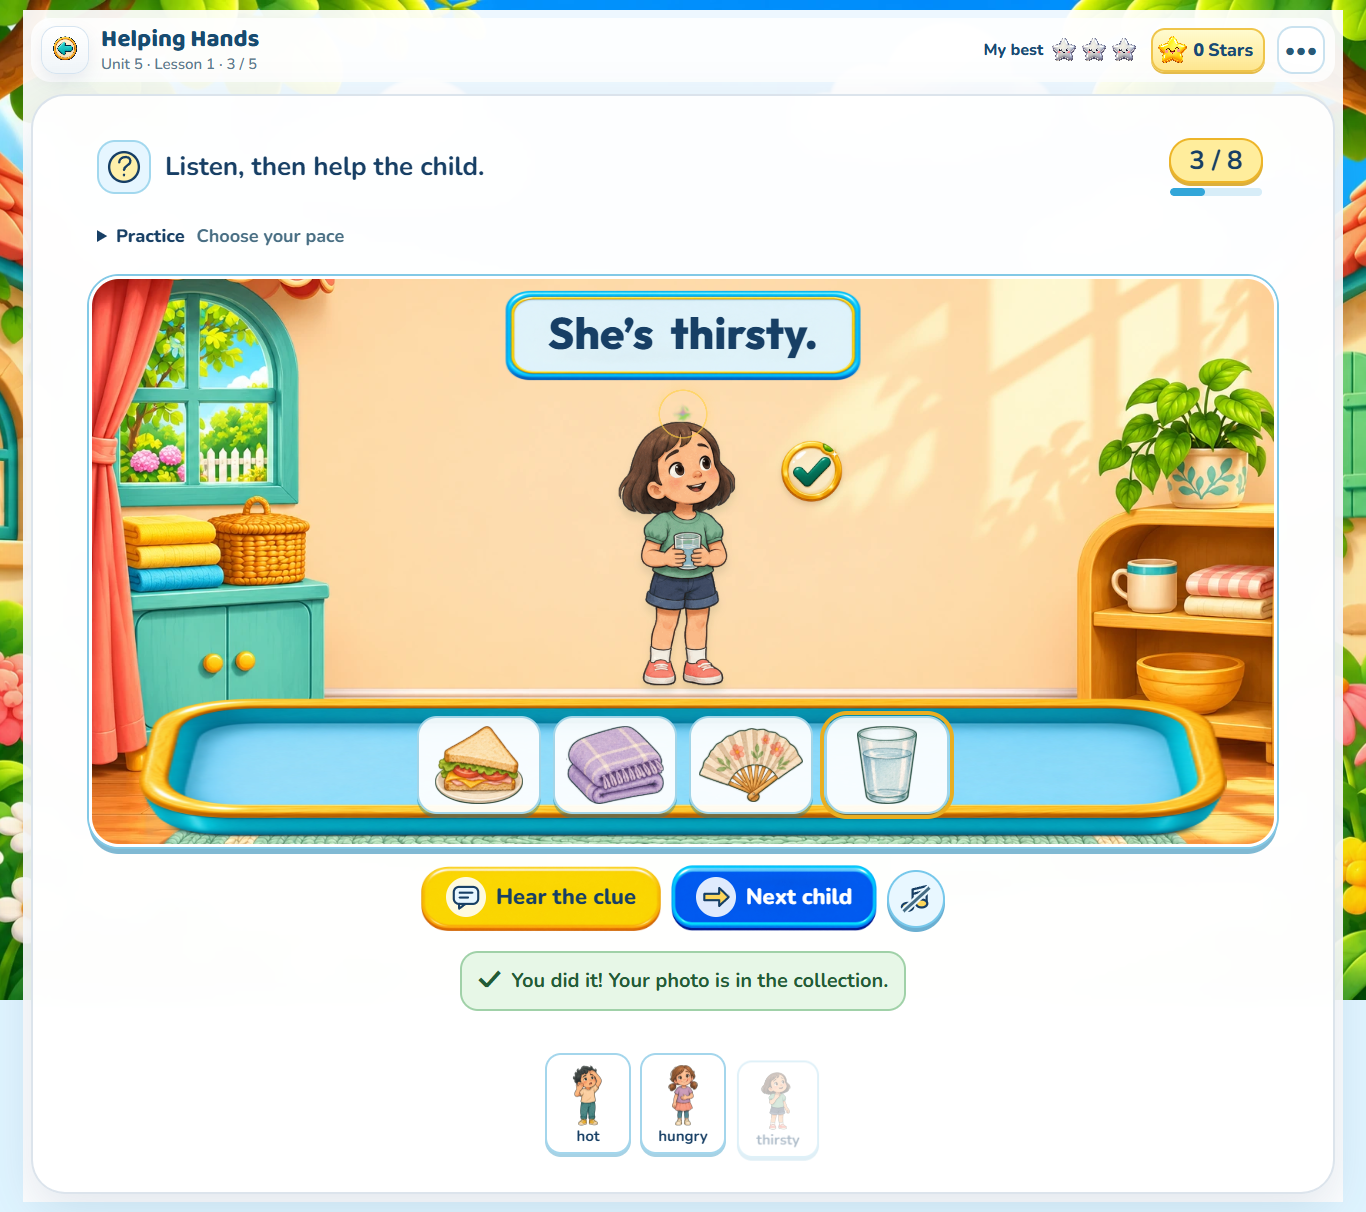 Helping Hands
Unit 5 · Lesson 1 · 3 / 5
My best
0 Stars
Listen, then help the child.
3 / 8
Practice Choose your pace
She's thirsty.
Hear the clue
Next child
You did it! Your photo is in the collection.
hot
hungry
thirsty